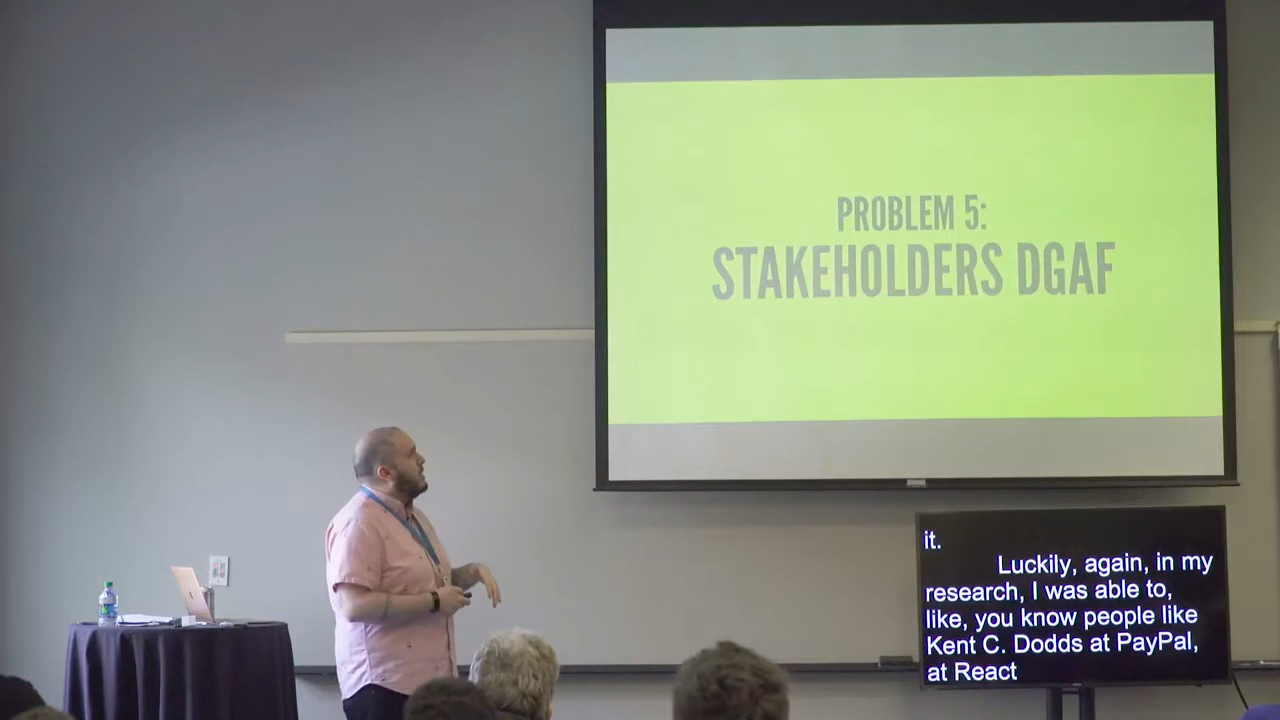 PROBLEM 5:
STAKEHOLDERS DGAF
it.
Luckily, again, in my
research, I was able to,
like, you know people like
Kent C. Dodds at PayPal,
at React